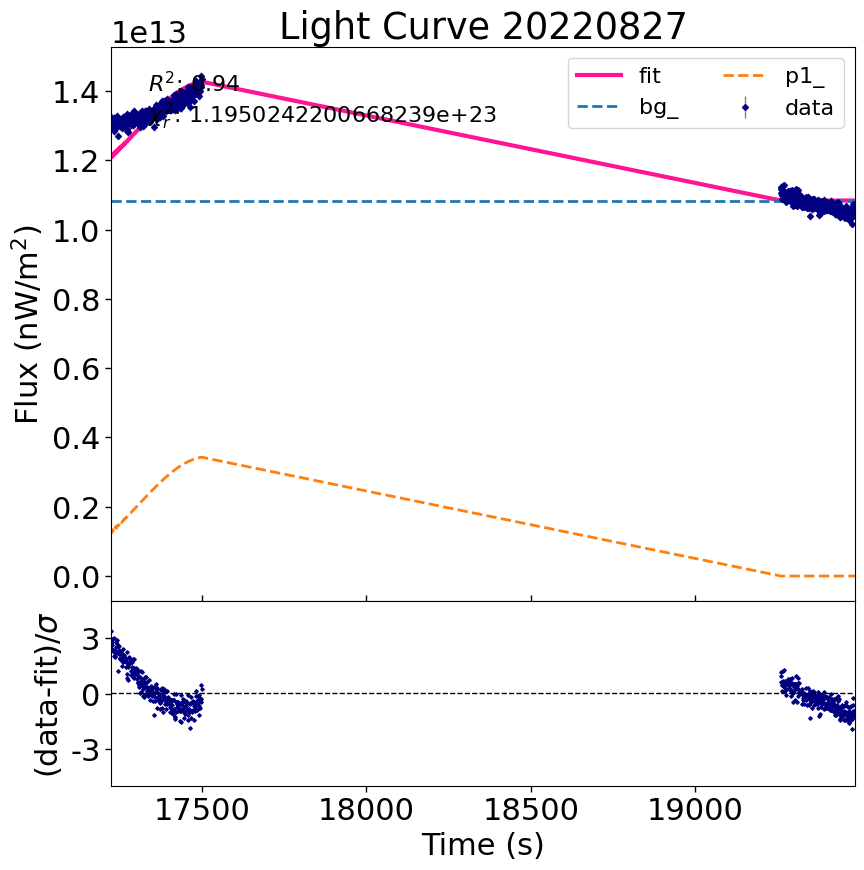 Light Curve 20220827
1e13
R²: 0.94
χ²ᵣ: 1.1950242200668239e+23
fit
bg_
p1_
data
Flux (nW/m²)
1.4
1.2
1.0
0.8
0.6
0.4
0.2
0.0
(data-fit)/σ
3
0
-3
17500
18000
18500
19000
Time (s)